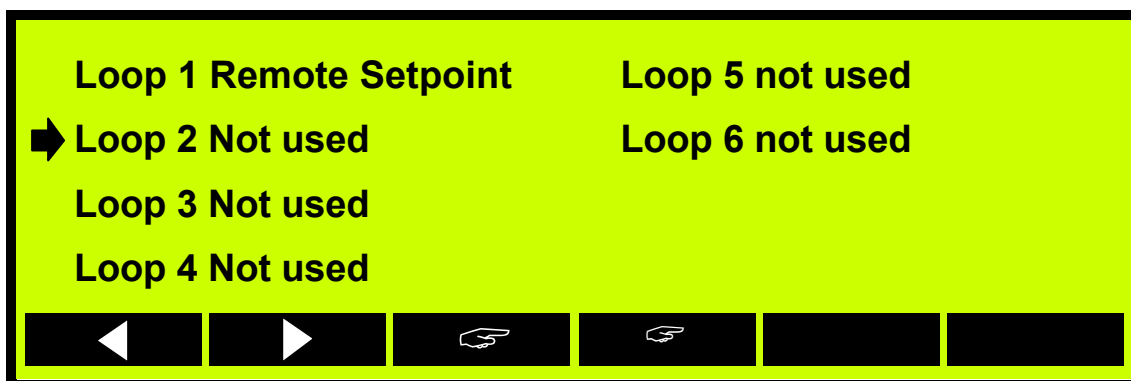 Loop 1 Remote Setpoint
Loop 2 Not used
Loop 3 Not used
Loop 4 Not used
Loop 5 not used
Loop 6 not used